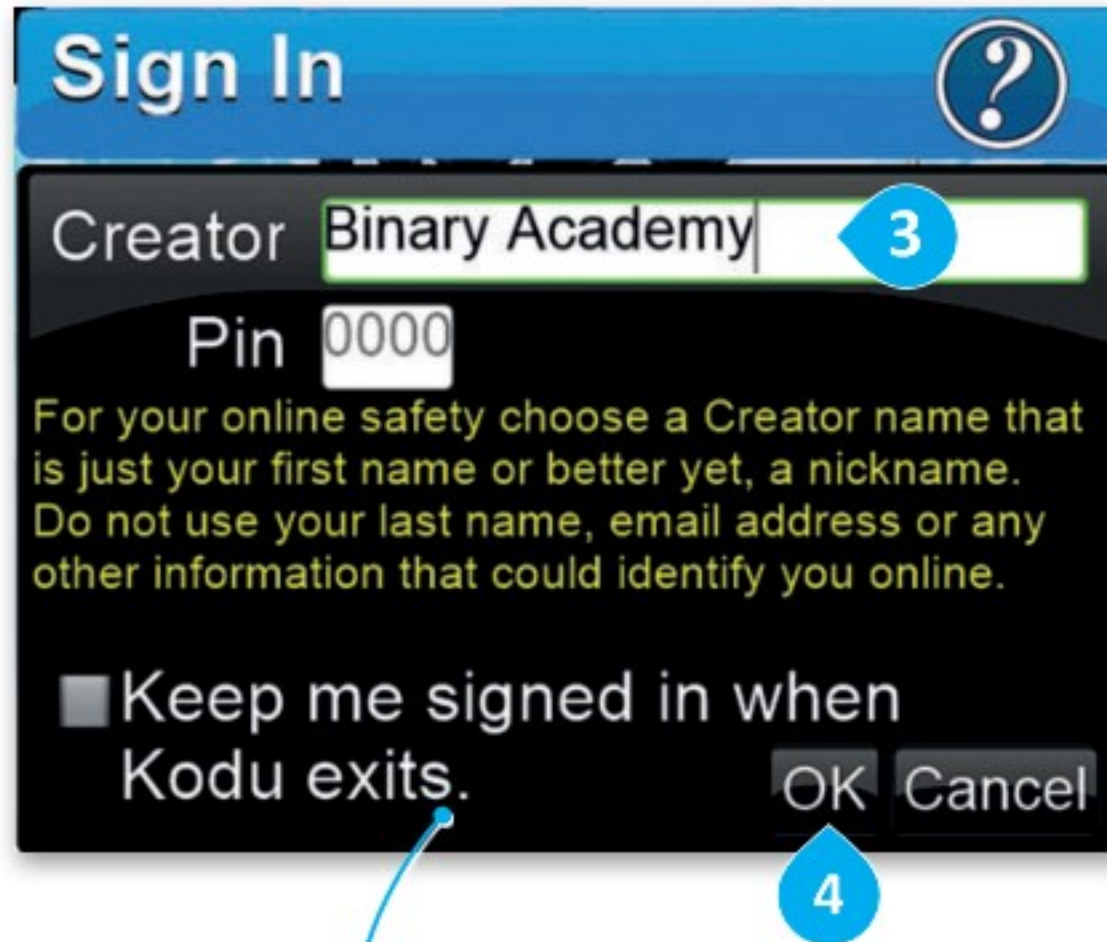 Sign In
?
Creator Binary Academy 3
Pin 0000
For your online safety choose a Creator name that
is just your first name or better yet, a nickname.
Do not use your last name, email address or any
other information that could identify you online.
Keep me signed in when
Kodu exits.
OK Cancel
4